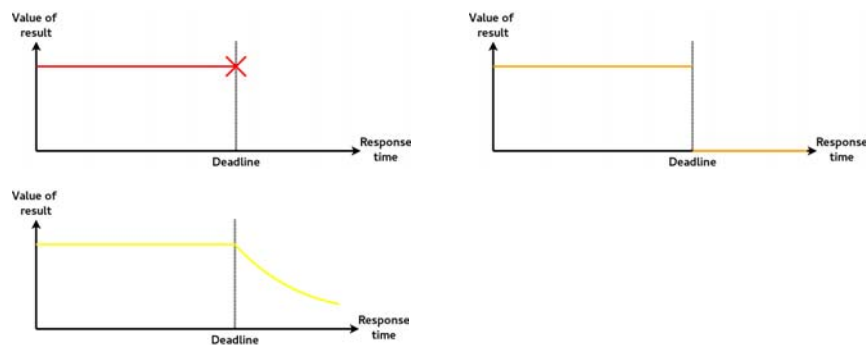 Value of
result
Response
time
Deadline
Value of
result
Response
time
Deadline
Value of
result
Response
time
Deadline